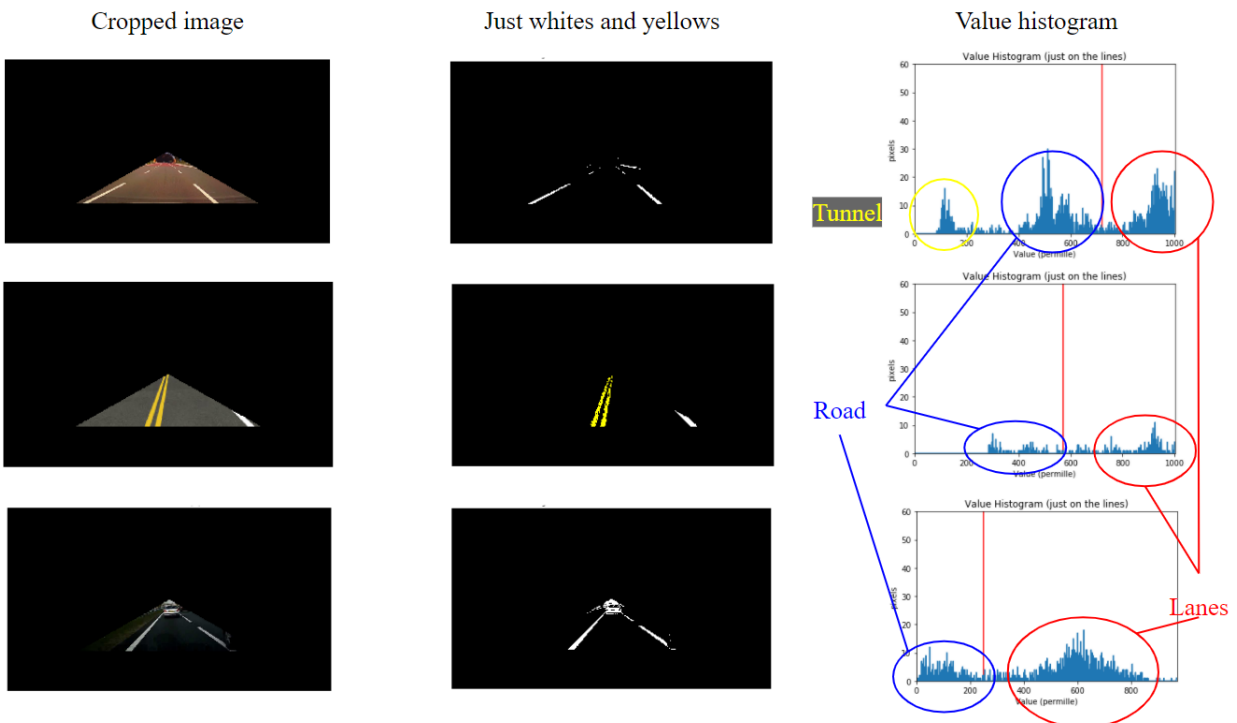 Cropped image
Just whites and yellows
Value histogram
Value Histogram (just on the lines)
60
50
40
30
20
10
0
pixels
200
400
600
800
1000
Value (permille)
Tunnel
Value Histogram (just on the lines)
60
50
40
30
20
10
0
pixels
0
200
400
600
800
1000
Value (permille)
Road
Value Histogram (just on the lines)
60
50
40
30
20
10
0
pixels
0
200
400
600
800
Value (permille)
Lanes